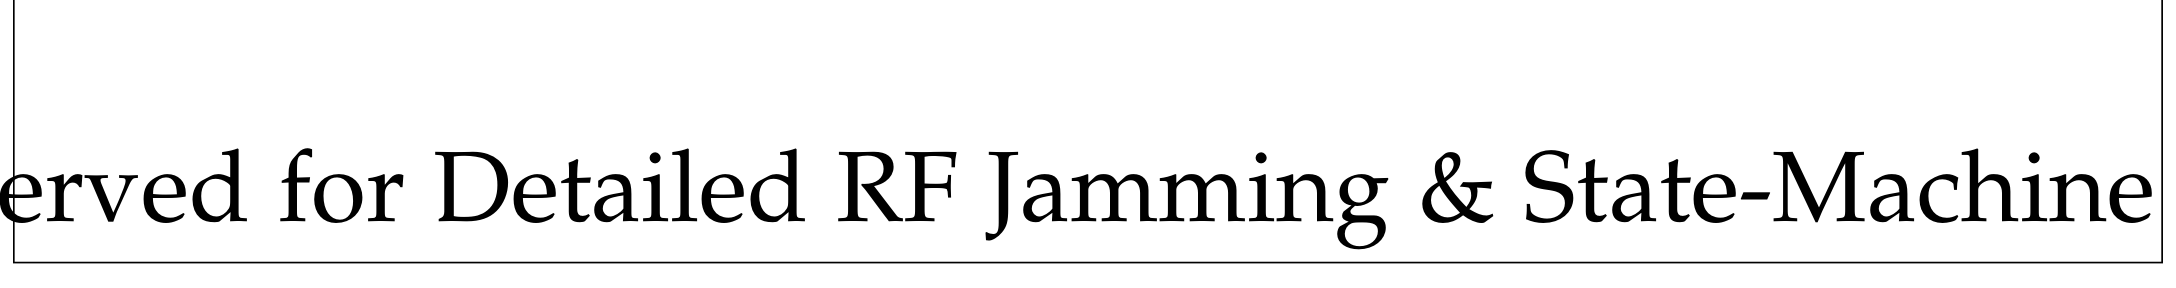 erved for Detailed RF Jamming & State-Machine